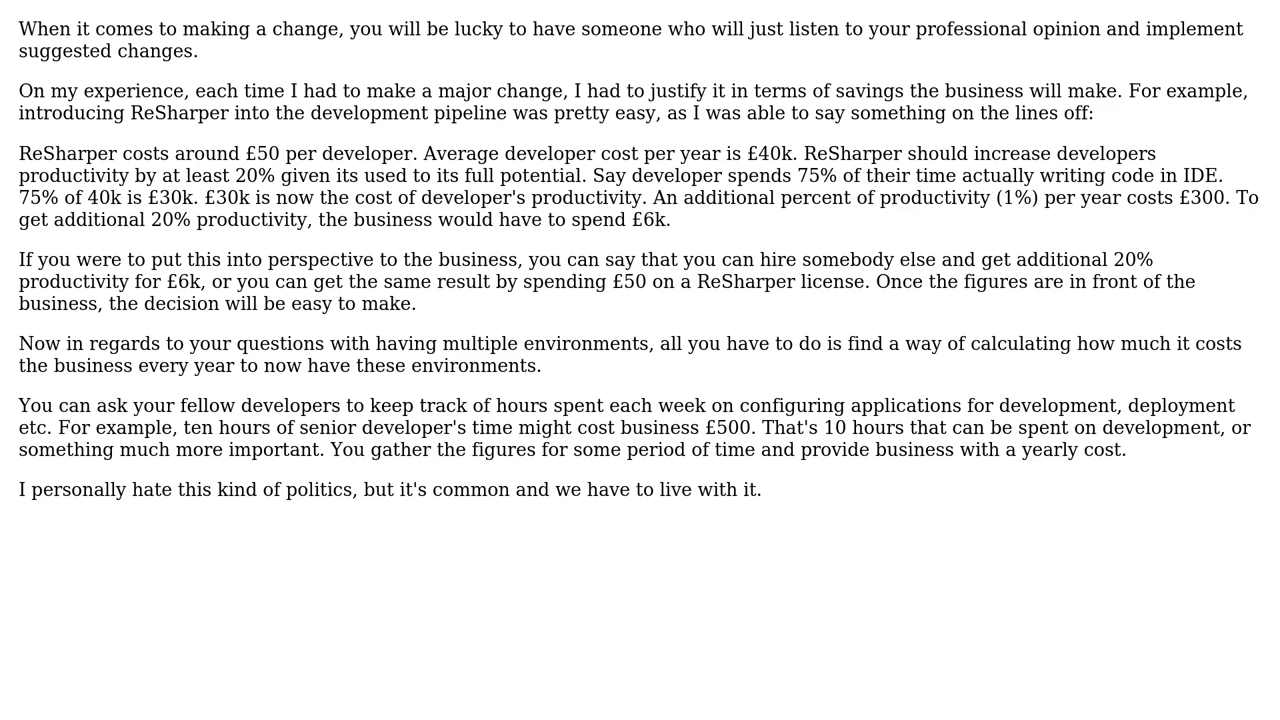 When it comes to making a change, you will be lucky to have someone who will just listen to your professional opinion and implement
suggested changes.
On my experience, each time I had to make a major change, I had to justify it in terms of savings the business will make. For example,
introducing ReSharper into the development pipeline was pretty easy, as I was able to say something on the lines off:
ReSharper costs around £50 per developer. Average developer cost per year is £40k. ReSharper should increase developers
productivity by at least 20% given its used to its full potential. Say developer spends 75% of their time actually writing code in IDE.
75% of 40k is £30k. £30k is now the cost of developer's productivity. An additional percent of productivity (1%) per year costs £300. To
get additional 20% productivity, the business would have to spend £6k.
If you were to put this into perspective to the business, you can say that you can hire somebody else and get additional 20%
productivity for £6k, or you can get the same result by spending £50 on a ReSharper license. Once the figures are in front of the
business, the decision will be easy to make.
Now in regards to your questions with having multiple environments, all you have to do is find a way of calculating how much it costs
the business every year to now have these environments.
You can ask your fellow developers to keep track of hours spent each week on configuring applications for development, deployment
etc. For example, ten hours of senior developer's time might cost business £500. That's 10 hours that can be spent on development, or
something much more important. You gather the figures for some period of time and provide business with a yearly cost.
I personally hate this kind of politics, but it's common and we have to live with it.